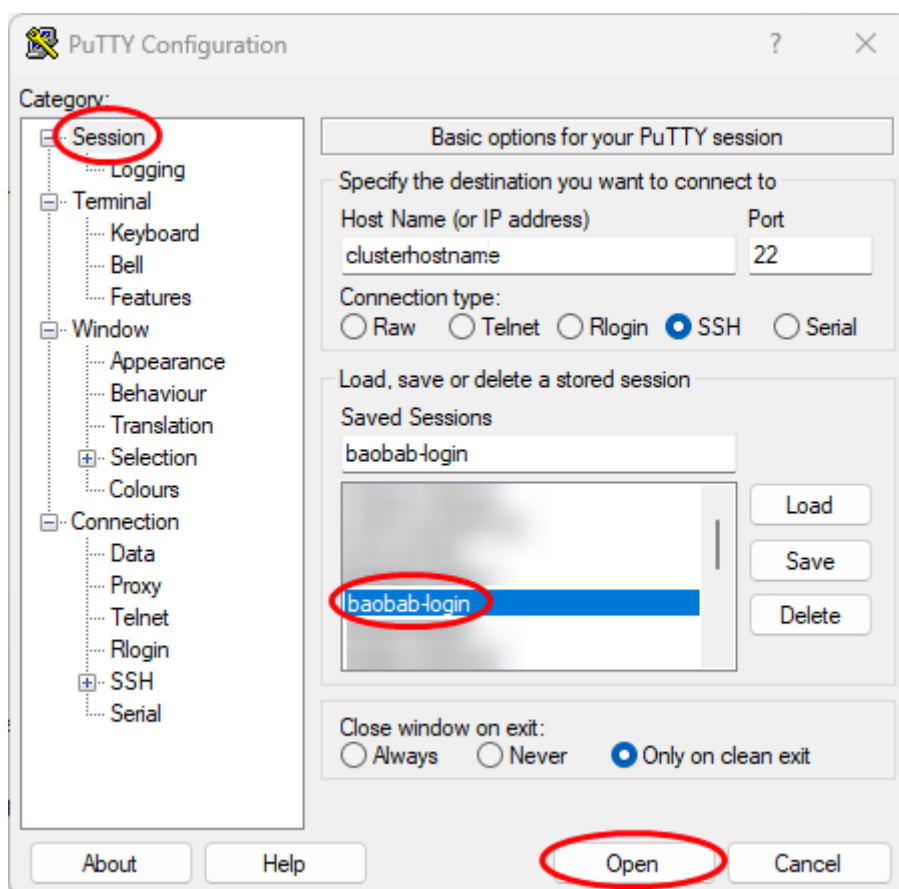 PuTTY Configuration ? ×
Category:
Session
Logging
Terminal
Keyboard
Bell
Features
Window
Appearance
Behaviour
Translation
Selection
Colours
Connection
Data
Proxy
Telnet
Rlogin
SSH
Serial
Basic options for your PuTTY session
Specify the destination you want to connect to
Host Name (or IP address) Port
clusterhostname 22
Connection type:
Raw Telnet Rlogin SSH Serial
Load, save or delete a stored session
Saved Sessions
baobab-login
Load
Save
baobab-login
Delete
Close window on exit:
Always Never Only on clean exit
About Help Open Cancel